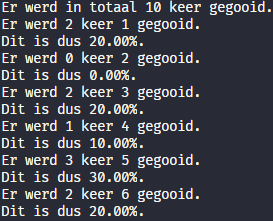 Er werd in totaal 10 keer gegooid.
Er werd 2 keer 1 gegooid.
Dit is dus 20.00%.
Er werd 0 keer 2 gegooid.
Dit is dus 0.00%.
Er werd 2 keer 3 gegooid.
Dit is dus 20.00%.
Er werd 1 keer 4 gegooid.
Dit is dus 10.00%.
Er werd 3 keer 5 gegooid.
Dit is dus 30.00%.
Er werd 2 keer 6 gegooid.
Dit is dus 20.00%.